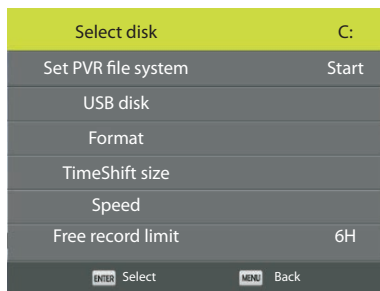 Select disk C:
Set PVR file system Start
USB disk
Format
TimeShift size
Speed
Free record limit 6H
ENTER Select MENU Back